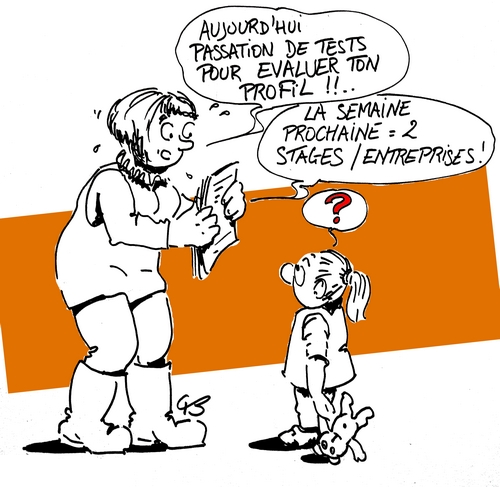 AUJOURD'HUI
PASSATION DE TESTS
POUR EVALUER TON
PROFIL !!..
LA SEMAINE
PROCHAINE = 2
STAGES/ENTREPRISES!
?